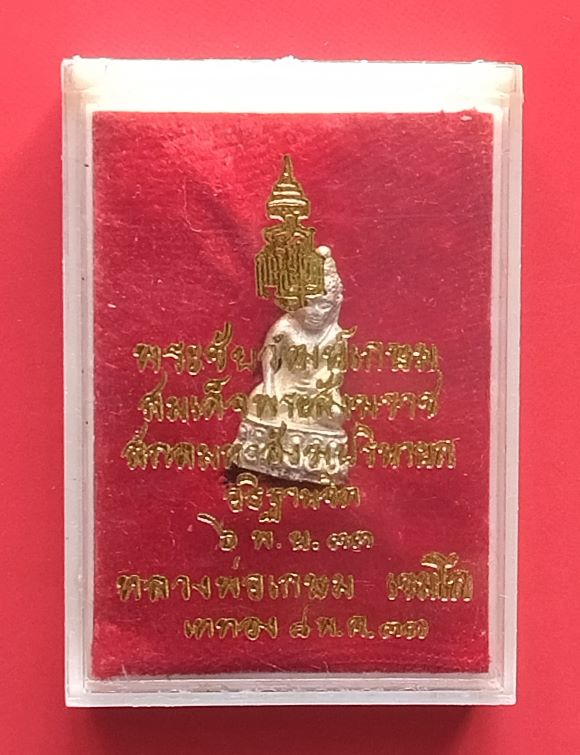 พระชัยวัฒน์เกษม
สมเด็จพระสังฆราช
สกลมหาสังฆปริณายก
อธิฐานจิต
๖ พ.ย. ๓๓
หลวงพ่อเกษม เขมโก
เททอง ๘ พ.ค. ๓๓